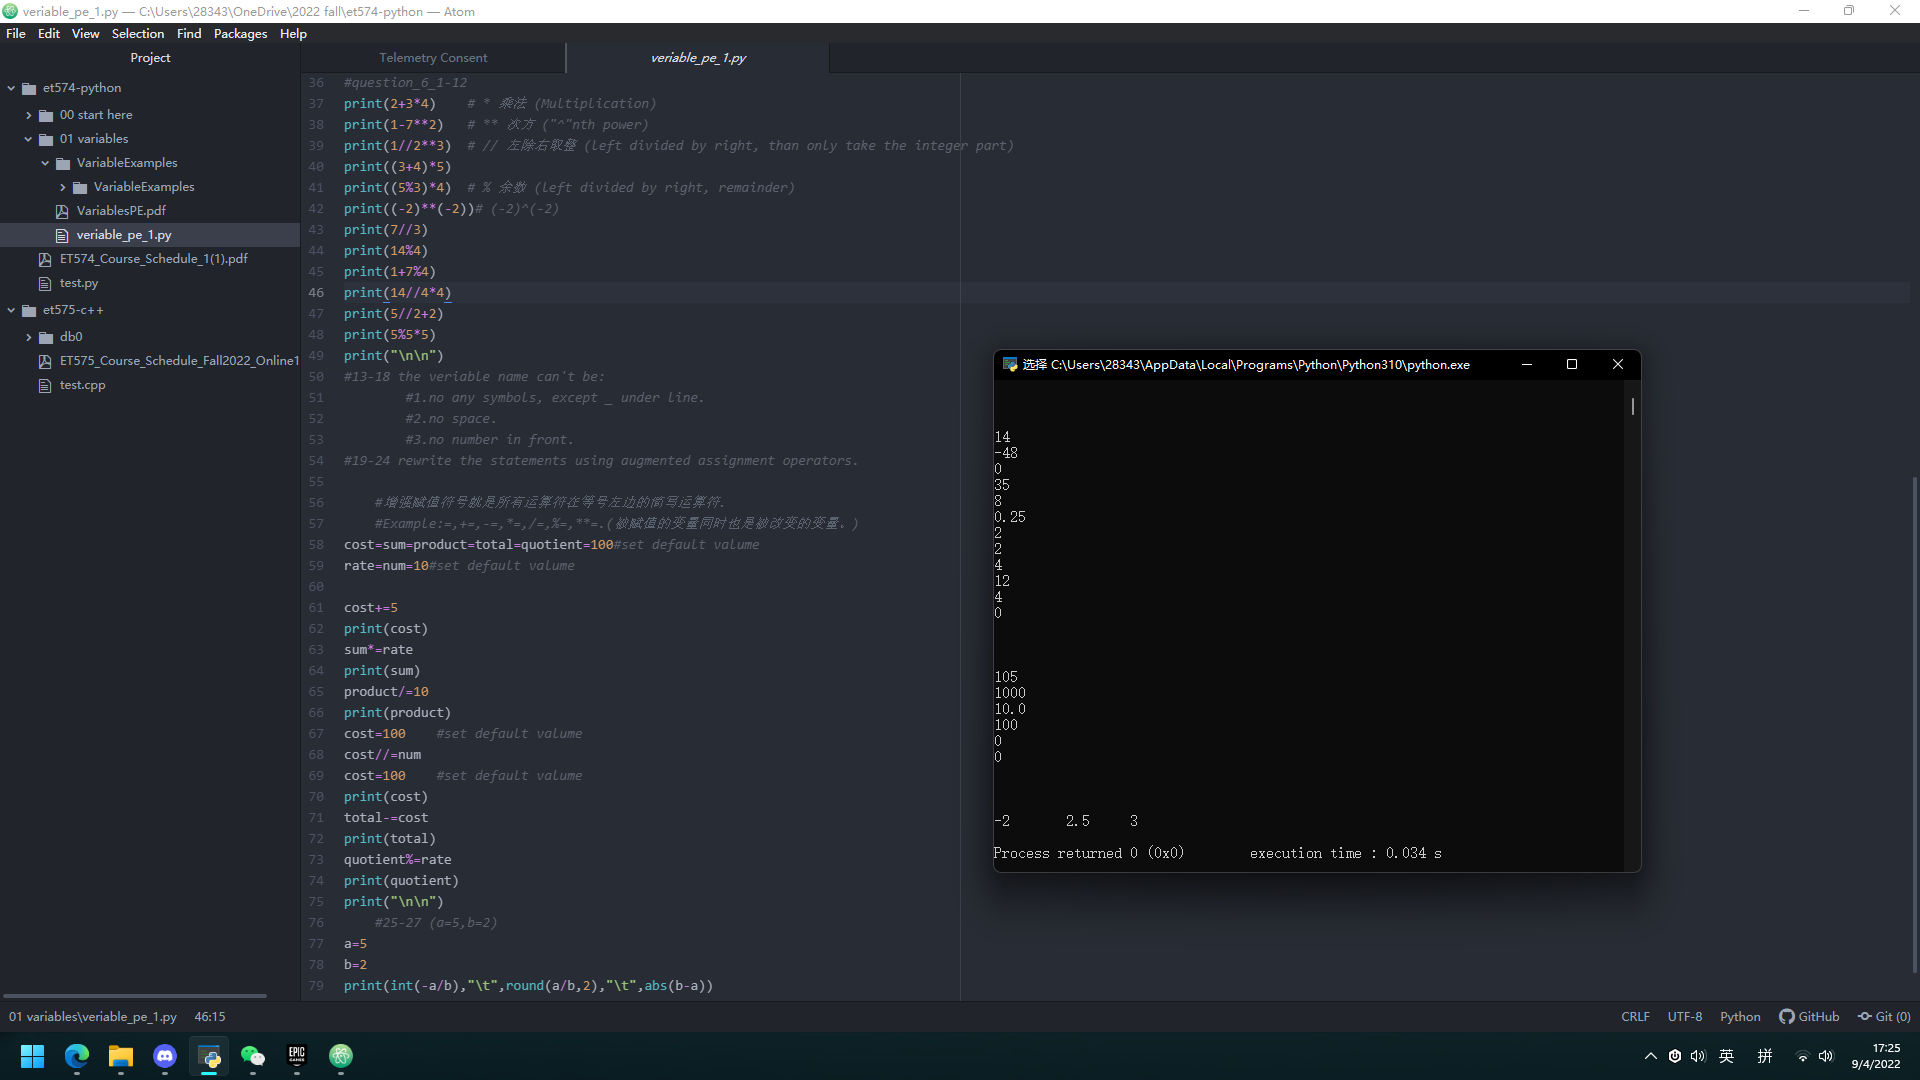 veriable_pe_1.py — C:\Users\28343\OneDrive\2022 fall\et574-python — Atom
File Edit View Selection Find Packages Help
Project
et574-python
00 start here
01 variables
VariableExamples
VariableExamples
VariablesPE.pdf
veriable_pe_1.py
ET574_Course_Schedule_1(1).pdf
test.py
et575-c++
db0
ET575_Course_Schedule_Fall2022_Online1
test.cpp
Telemetry Consent
veriable_pe_1.py
36 #question_6_1-12
37 print(2+3*4)    # * 乘法 (Multiplication)
38 print(1-7**2)   # ** 次方 ("^"nth power)
39 print(1//2**3)  # // 左除右取整 (left divided by right, than only take the integer part)
40 print((3+4)*5)
41 print((5%3)*4)  # % 余数 (left divided by right, remainder)
42 print((-2)**(-2))# (-2)^(-2)
43 print(7//3)
44 print(14%4)
45 print(1+7%4)
46 print(14//4*4)
47 print(5//2+2)
48 print(5%5*5)
49 print("\n\n")
50 #13-18 the veriable name can't be:
51         #1.no any symbols, except _ under line.
52         #2.no space.
53         #3.no number in front.
54 #19-24 rewrite the statements using augmented assignment operators.
55
56     #增强赋值符号就是所有运算符在等号左边的简写运算符.
57     #Example:=,+=,-=,*=,/=,%=,**=.(被赋值的变量同时也是被改变的变量。)
58 cost=sum=product=total=quotient=100#set default valume
59 rate=num=10#set default valume
60
61 cost+=5
62 print(cost)
63 sum*=rate
64 print(sum)
65 product/=10
66 print(product)
67 cost=100    #set default valume
68 cost//=num
69 cost=100    #set default valume
70 print(cost)
71 total-=cost
72 print(total)
73 quotient%=rate
74 print(quotient)
75 print("\n\n")
76     #25-27 (a=5,b=2)
77 a=5
78 b=2
79 print(int(-a/b),"\t",round(a/b,2),"\t",abs(b-a))
选择 C:\Users\28343\AppData\Local\Programs\Python\Python310\python.exe
14
-48
0
35
8
0.25
2
2
4
12
4
0
105
1000
10.0
100
0
0
-2       2.5     3
Process returned 0 (0x0)        execution time : 0.034 s
01 variables\veriable_pe_1.py 46:15
CRLF UTF-8 Python GitHub Git (0)
EPIC GAMES
英 拼
17:25
9/4/2022